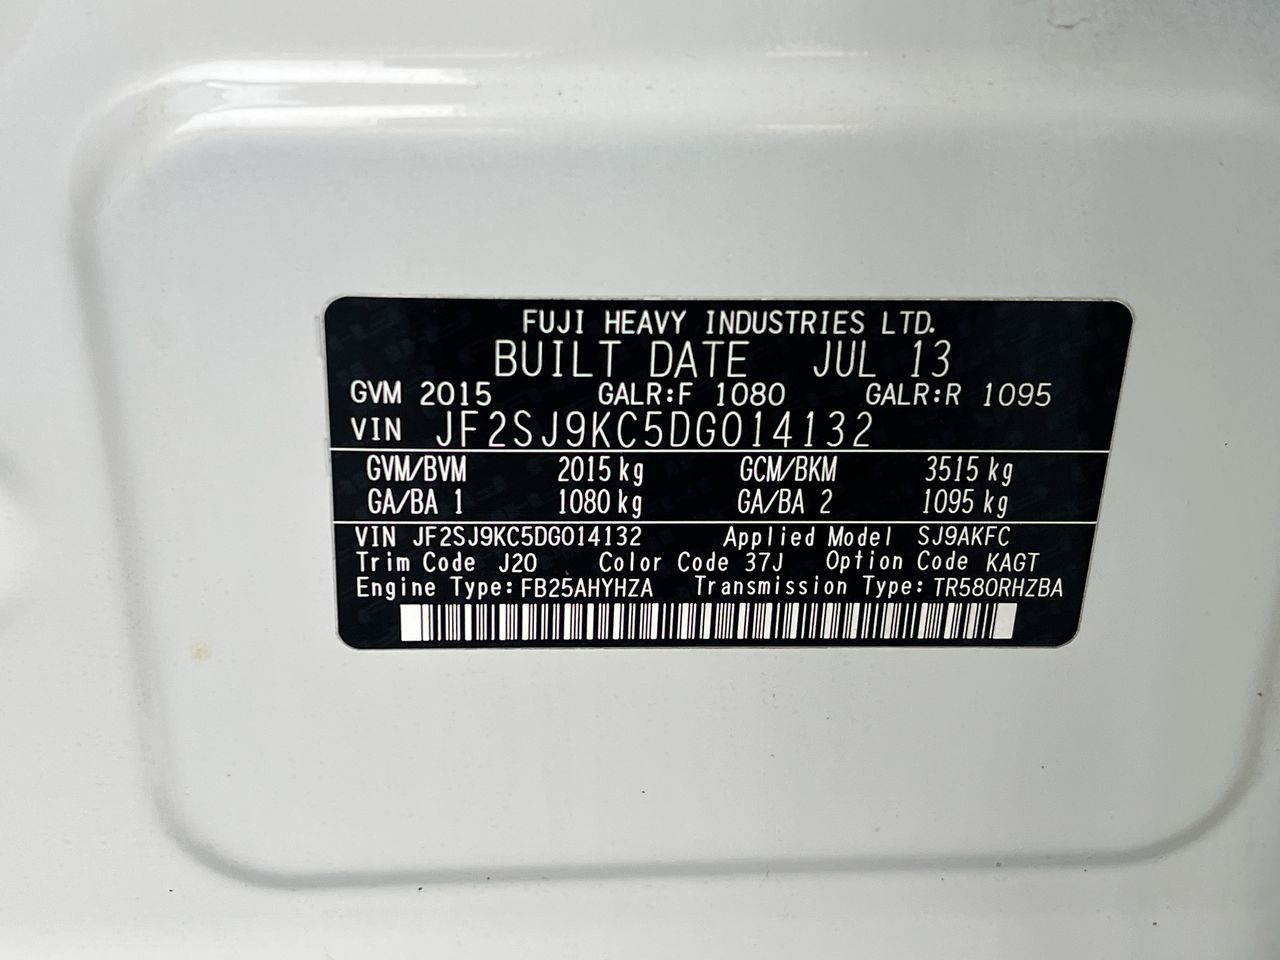 FUJI HEAVY INDUSTRIES LTD.
BUILT DATE JUL 13
GVM 2015 GALR:F 1080 GALR:R 1095
VIN JF2SJ9KC5DG014132
GVM/BVM 2015 kg GCM/BKM 3515 kg
GA/BA 1 1080 kg GA/BA 2 1095 kg
VIN JF2SJ9KC5DG014132 Applied Model SJ9AKFC
Trim Code J20 Color Code 37J Option Code KAGT
Engine Type:FB25AHYHZA Transmission Type:TR580RHZBA